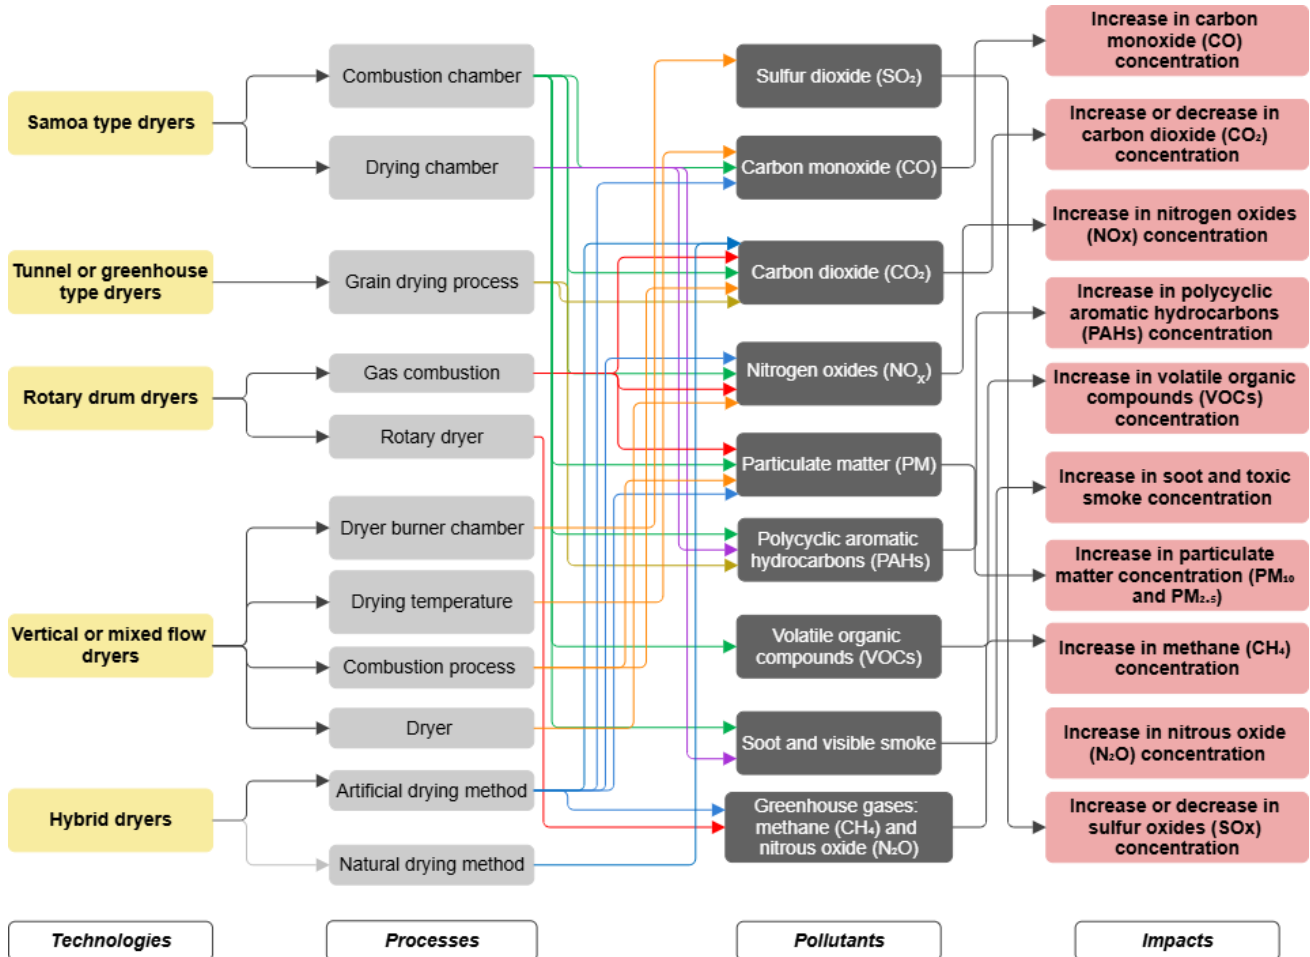 Samoa type dryers
Tunnel or greenhouse
type dryers
Rotary drum dryers
Vertical or mixed flow
dryers
Hybrid dryers
Technologies
Combustion chamber
Drying chamber
Grain drying process
Gas combustion
Rotary dryer
Dryer burner chamber
Drying temperature
Combustion process
Dryer
Artificial drying method
Natural drying method
Processes
Sulfur dioxide (SO₂)
Carbon monoxide (CO)
Carbon dioxide (CO₂)
Nitrogen oxides (NOₓ)
Particulate matter (PM)
Polycyclic aromatic
hydrocarbons (PAHs)
Volatile organic
compounds (VOCs)
Soot and visible smoke
Greenhouse gases:
methane (CH₄) and
nitrous oxide (N₂O)
Pollutants
Increase in carbon
monoxide (CO)
concentration
Increase or decrease in
carbon dioxide (CO₂)
concentration
Increase in nitrogen oxides
(NOx) concentration
Increase in polycyclic
aromatic hydrocarbons
(PAHs) concentration
Increase in volatile organic
compounds (VOCs)
concentration
Increase in soot and toxic
smoke concentration
Increase in particulate
matter concentration (PM₁₀
and PM₂.₅)
Increase in methane (CH₄)
concentration
Increase in nitrous oxide
(N₂O) concentration
Increase or decrease in
sulfur oxides (SOx)
concentration
Impacts